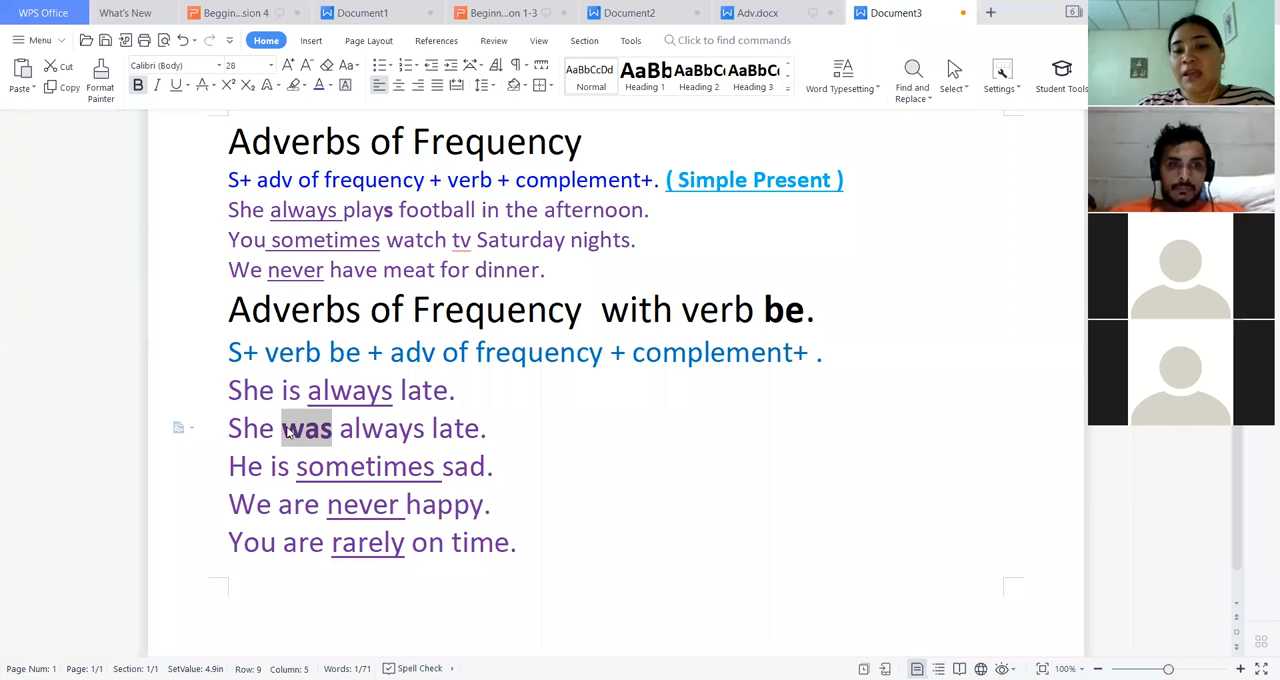 WPS Office What's New Beggin...sion 4 Document1 Beginn...on 1-3 Document2 Adv.docx Document3 + 6
Menu Home Insert Page Layout References Review View Section Tools Click to find commands
Paste Cut Copy Format Painter Calibri (Body) 28 AaBbCcDd Normal AaBb Heading 1 AaBbC Heading 2 AaBbC Heading 3 Word Typesetting Find and Replace Select Settings Student Tools
Adverbs of Frequency
S+ adv of frequency + verb + complement+. ( Simple Present )
She always plays football in the afternoon.
You sometimes watch tv Saturday nights.
We never have meat for dinner.
Adverbs of Frequency with verb be.
S+ verb be + adv of frequency + complement+ .
She is always late.
She was always late.
He is sometimes sad.
We are never happy.
You are rarely on time.
Page Num: 1 Page: 1/1 Section: 1/1 SetValue: 4.9in Row: 9 Column: 5 Words: 1/71 Spell Check 100%